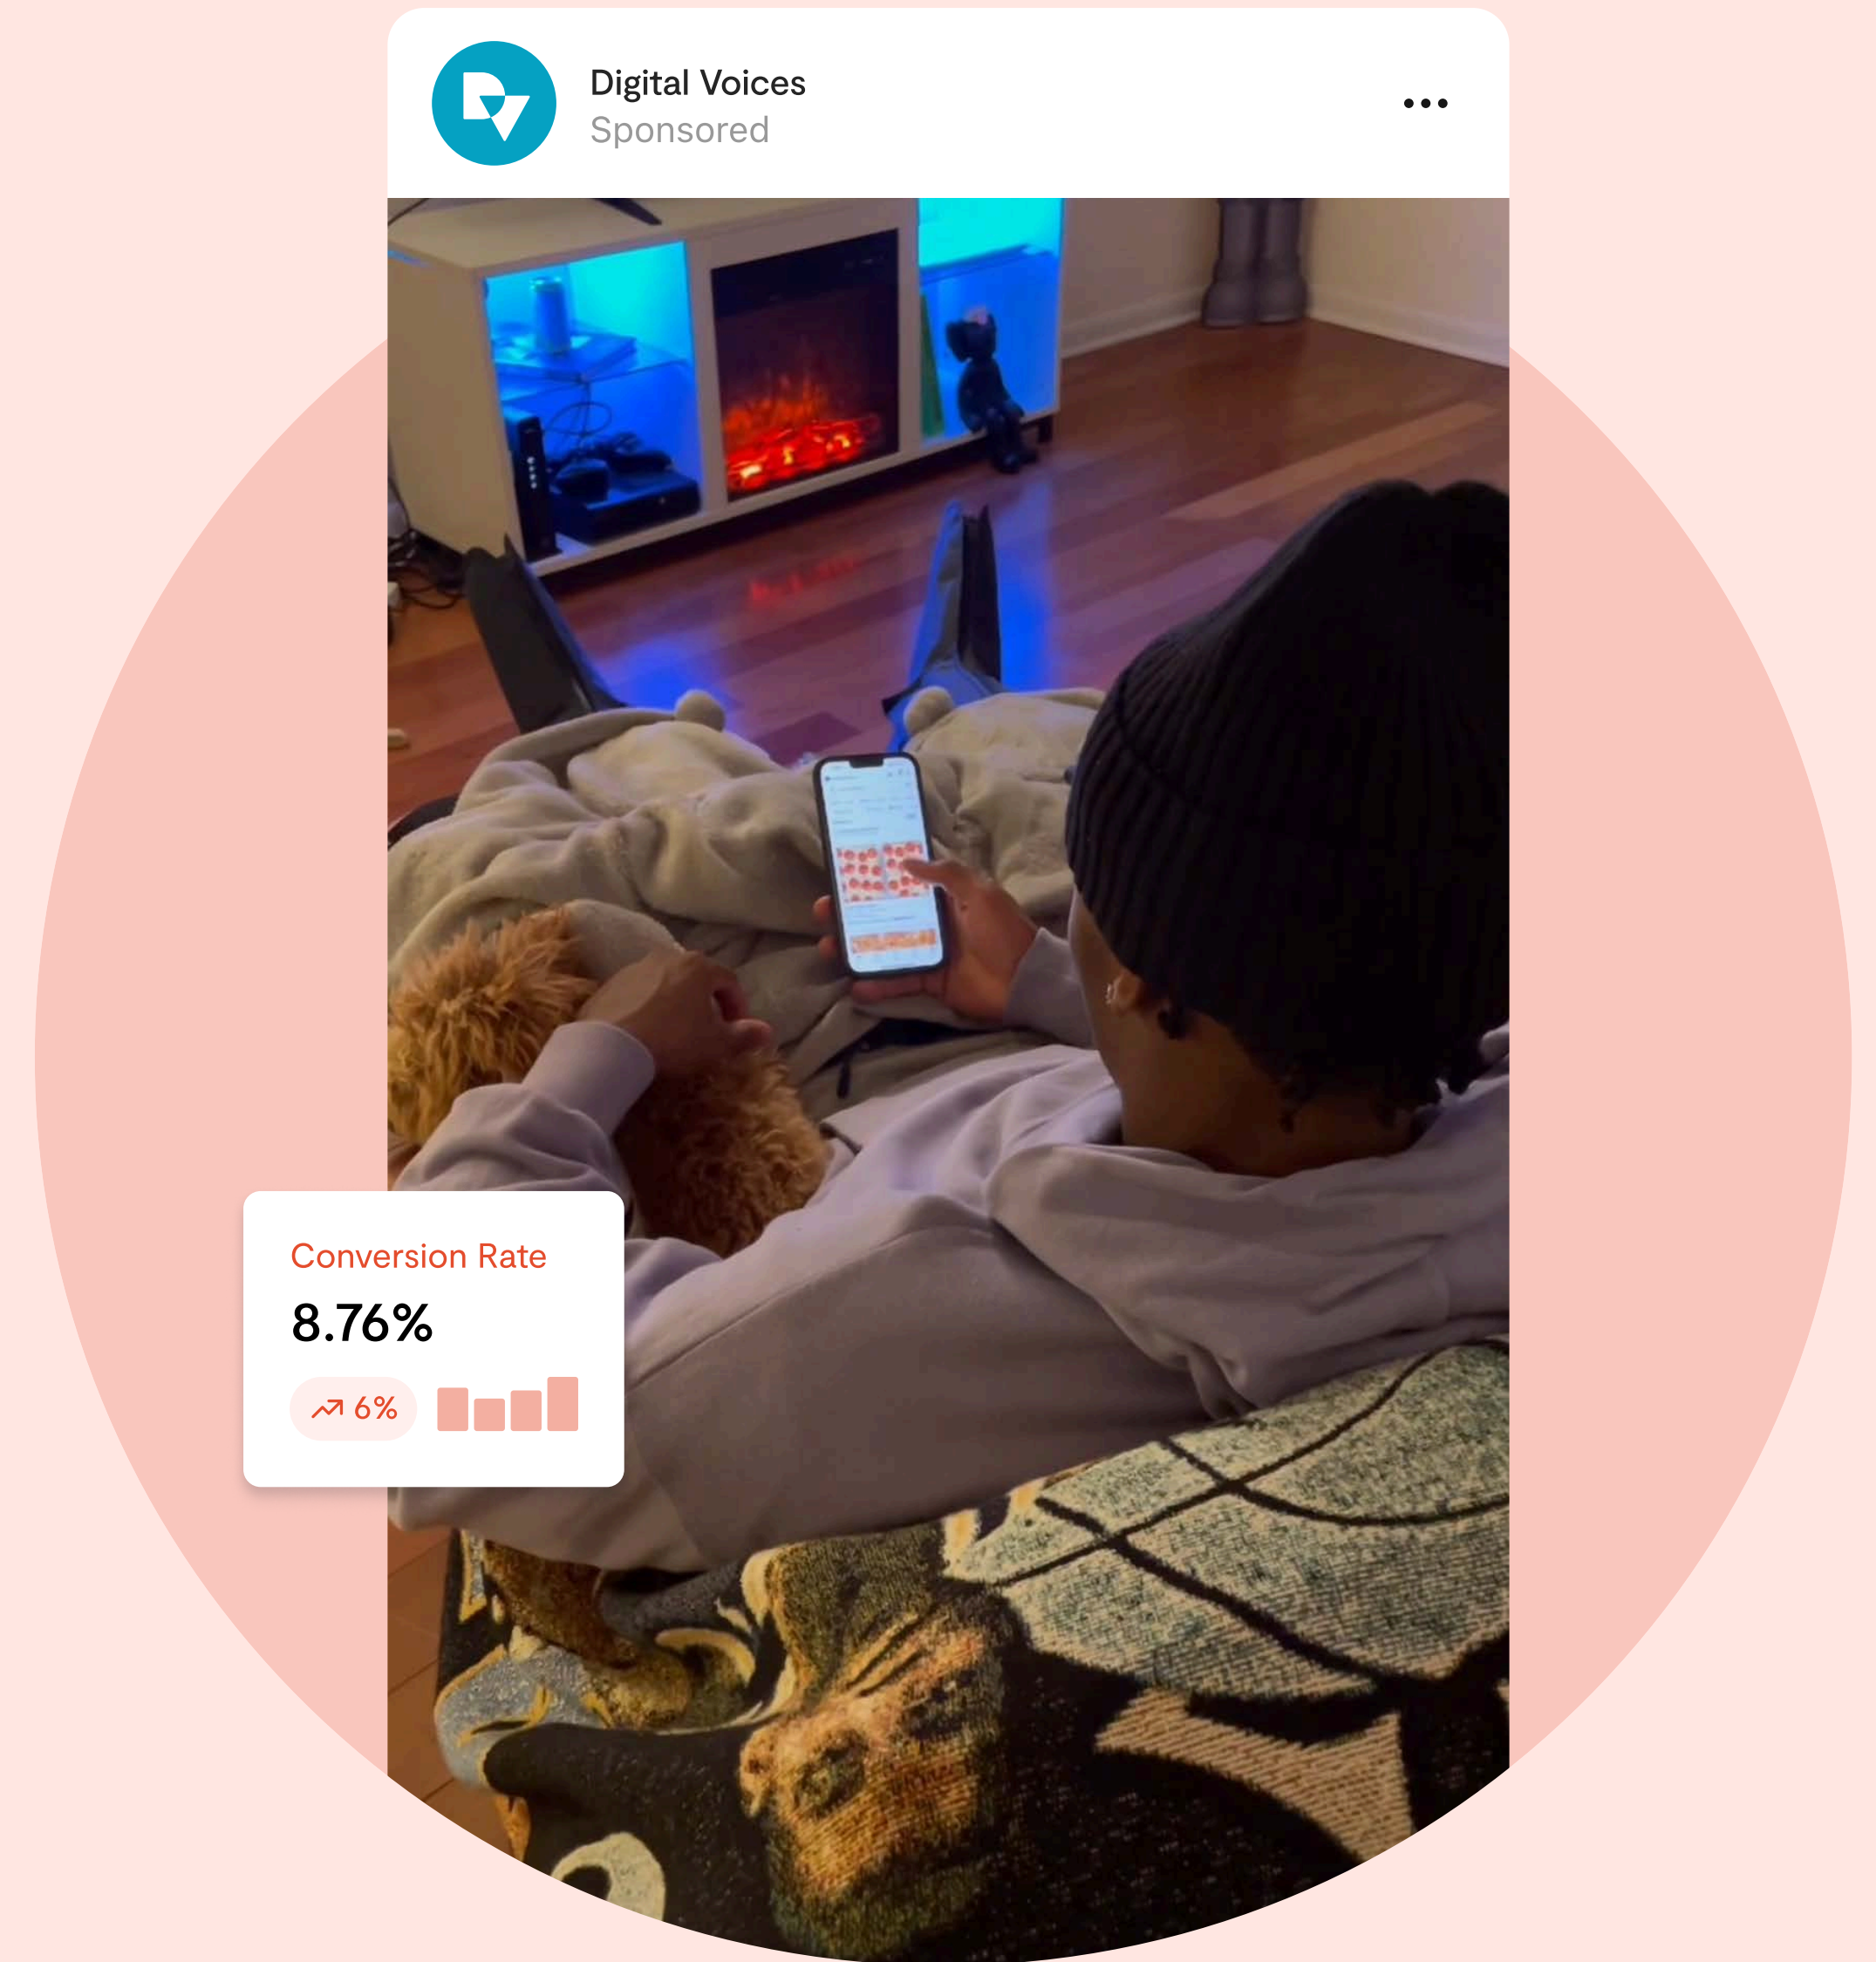 Digital Voices
Sponsored
Conversion Rate
8.76%
6%